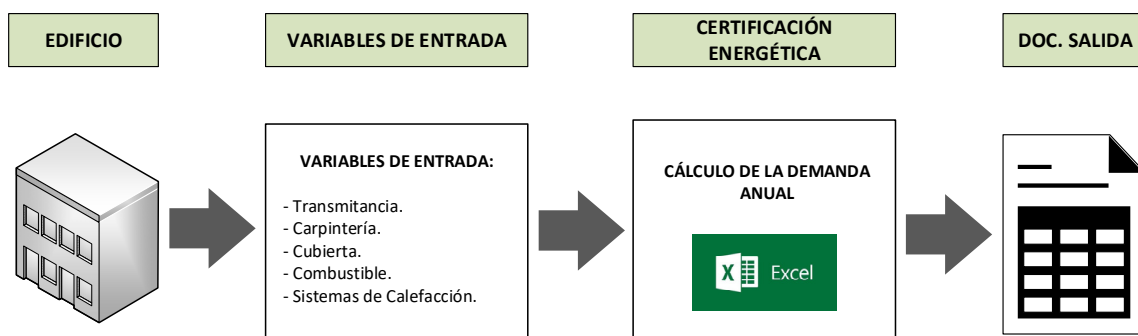 EDIFICIO
VARIABLES DE ENTRADA
CERTIFICACIÓN
ENERGÉTICA
DOC. SALIDA
VARIABLES DE ENTRADA:
- Transmitancia.
- Carpintería.
- Cubierta.
- Combustible.
- Sistemas de Calefacción.
CÁLCULO DE LA DEMANDA
ANUAL
X Excel